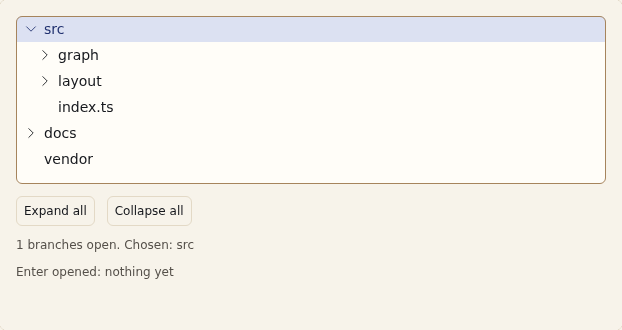 src
graph
layout
index.ts
docs
vendor
Expand all Collapse all
1 branches open. Chosen: src
Enter opened: nothing yet